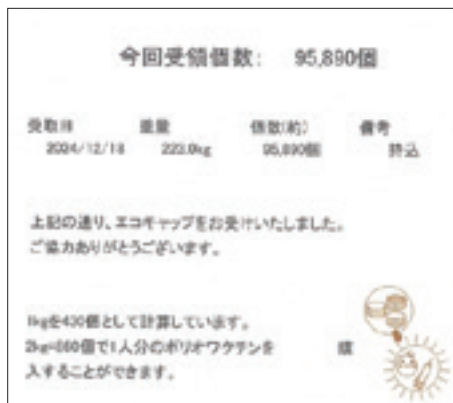 今回受領個数： 95,890個
受取日 重量 個数(約) 備考
2024/12/18 223.0kg 95,890個 持込
上記の通り、エコキャップをお受けいたしました。
ご協力ありがとうございます。
1kgを430個として計算しています。
2kg=860個で1人分のポリオワクチンを 購
入することができます。